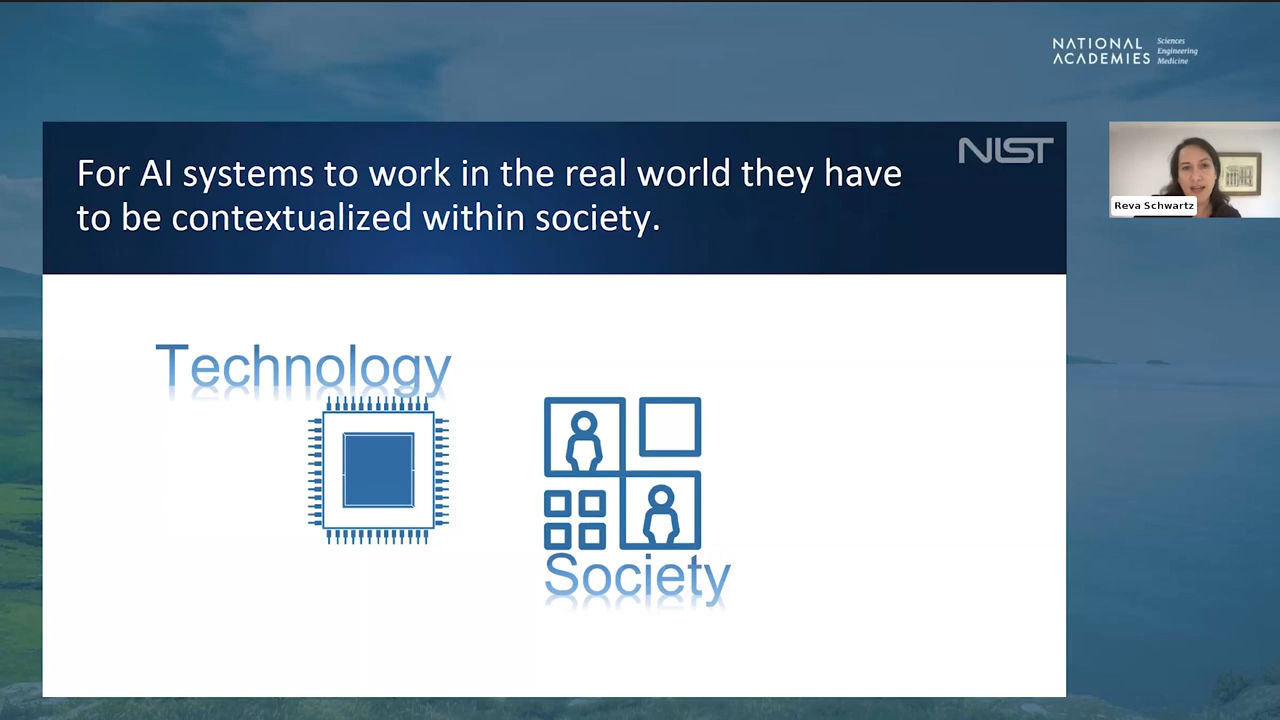 NATIONAL
ACADEMIES
Sciences
Engineering
Medicine
NIST
For AI systems to work in the real world they have
to be contextualized within society.
Reva Schwartz
Technology
Society